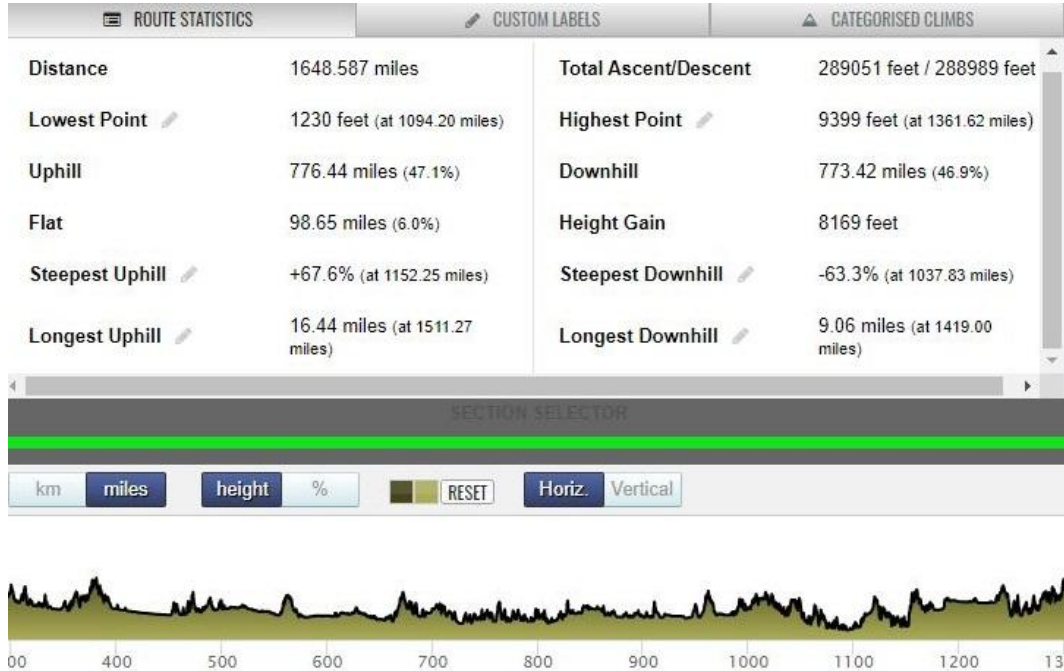 ROUTE STATISTICS CUSTOM LABELS CATEGORISED CLIMBS
Distance 1648.587 miles Total Ascent/Descent 289051 feet / 288989 feet
Lowest Point 1230 feet (at 1094.20 miles) Highest Point 9399 feet (at 1361.62 miles)
Uphill 776.44 miles (47.1%) Downhill 773.42 miles (46.9%)
Flat 98.65 miles (6.0%) Height Gain 8169 feet
Steepest Uphill +67.6% (at 1152.25 miles) Steepest Downhill -63.3% (at 1037.83 miles)
Longest Uphill 16.44 miles (at 1511.27 miles) Longest Downhill 9.06 miles (at 1419.00 miles)
SECTION SELECTOR
km miles height % RESET Horiz. Vertical
00 400 500 600 700 800 900 1000 1100 1200 13